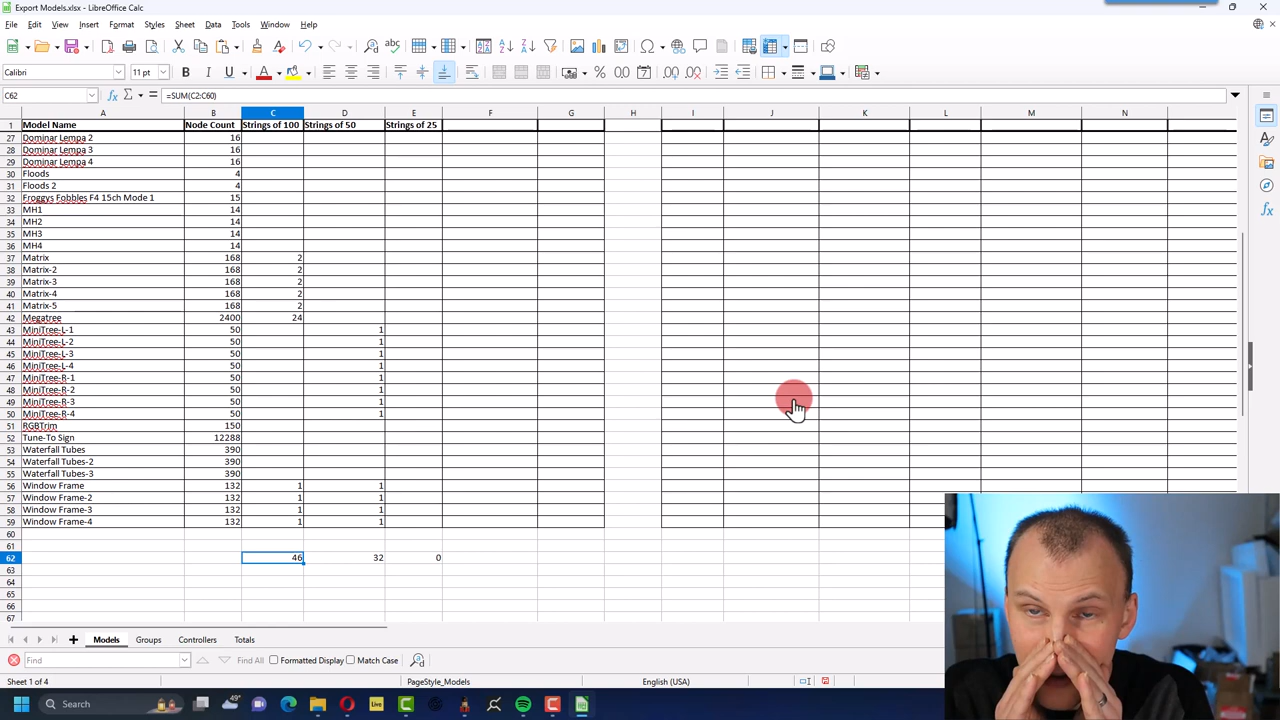 Export Models.xlsx - LibreOffice Calc
File Edit View Insert Format Styles Sheet Data Tools Window Help
Calibri 11 pt
C62 =SUM(C2:C60)
A B C D E F G H I J K L M N
1 Model Name Node Count Strings of 100 Strings of 50 Strings of 25
27 Dominar Lempa 2 16
28 Dominar Lempa 3 16
29 Dominar Lempa 4 16
30 Floods 4
31 Floods 2 4
32 Froggys Fobbles F4 15ch Mode 1 15
33 MH1 14
34 MH2 14
35 MH3 14
36 MH4 14
37 Matrix 168 2
38 Matrix-2 168 2
39 Matrix-3 168 2
40 Matrix-4 168 2
41 Matrix-5 168 2
42 Megatree 2400 24
43 MiniTree-L-1 50 1
44 MiniTree-L-2 50 1
45 MiniTree-L-3 50 1
46 MiniTree-L-4 50 1
47 MiniTree-R-1 50 1
48 MiniTree-R-2 50 1
49 MiniTree-R-3 50 1
50 MiniTree-R-4 50 1
51 RGBTrim 150
52 Tune-To Sign 12288
53 Waterfall Tubes 390
54 Waterfall Tubes-2 390
55 Waterfall Tubes-3 390
56 Window Frame 132 1 1
57 Window Frame-2 132 1 1
58 Window Frame-3 132 1 1
59 Window Frame-4 132 1 1
60
61
62 46 32 0
63
64
65
66
67
Models Groups Controllers Totals
Find Find All Formatted Display Match Case
Sheet 1 of 4 PageStyle_Models English (USA)
Search 49° Live